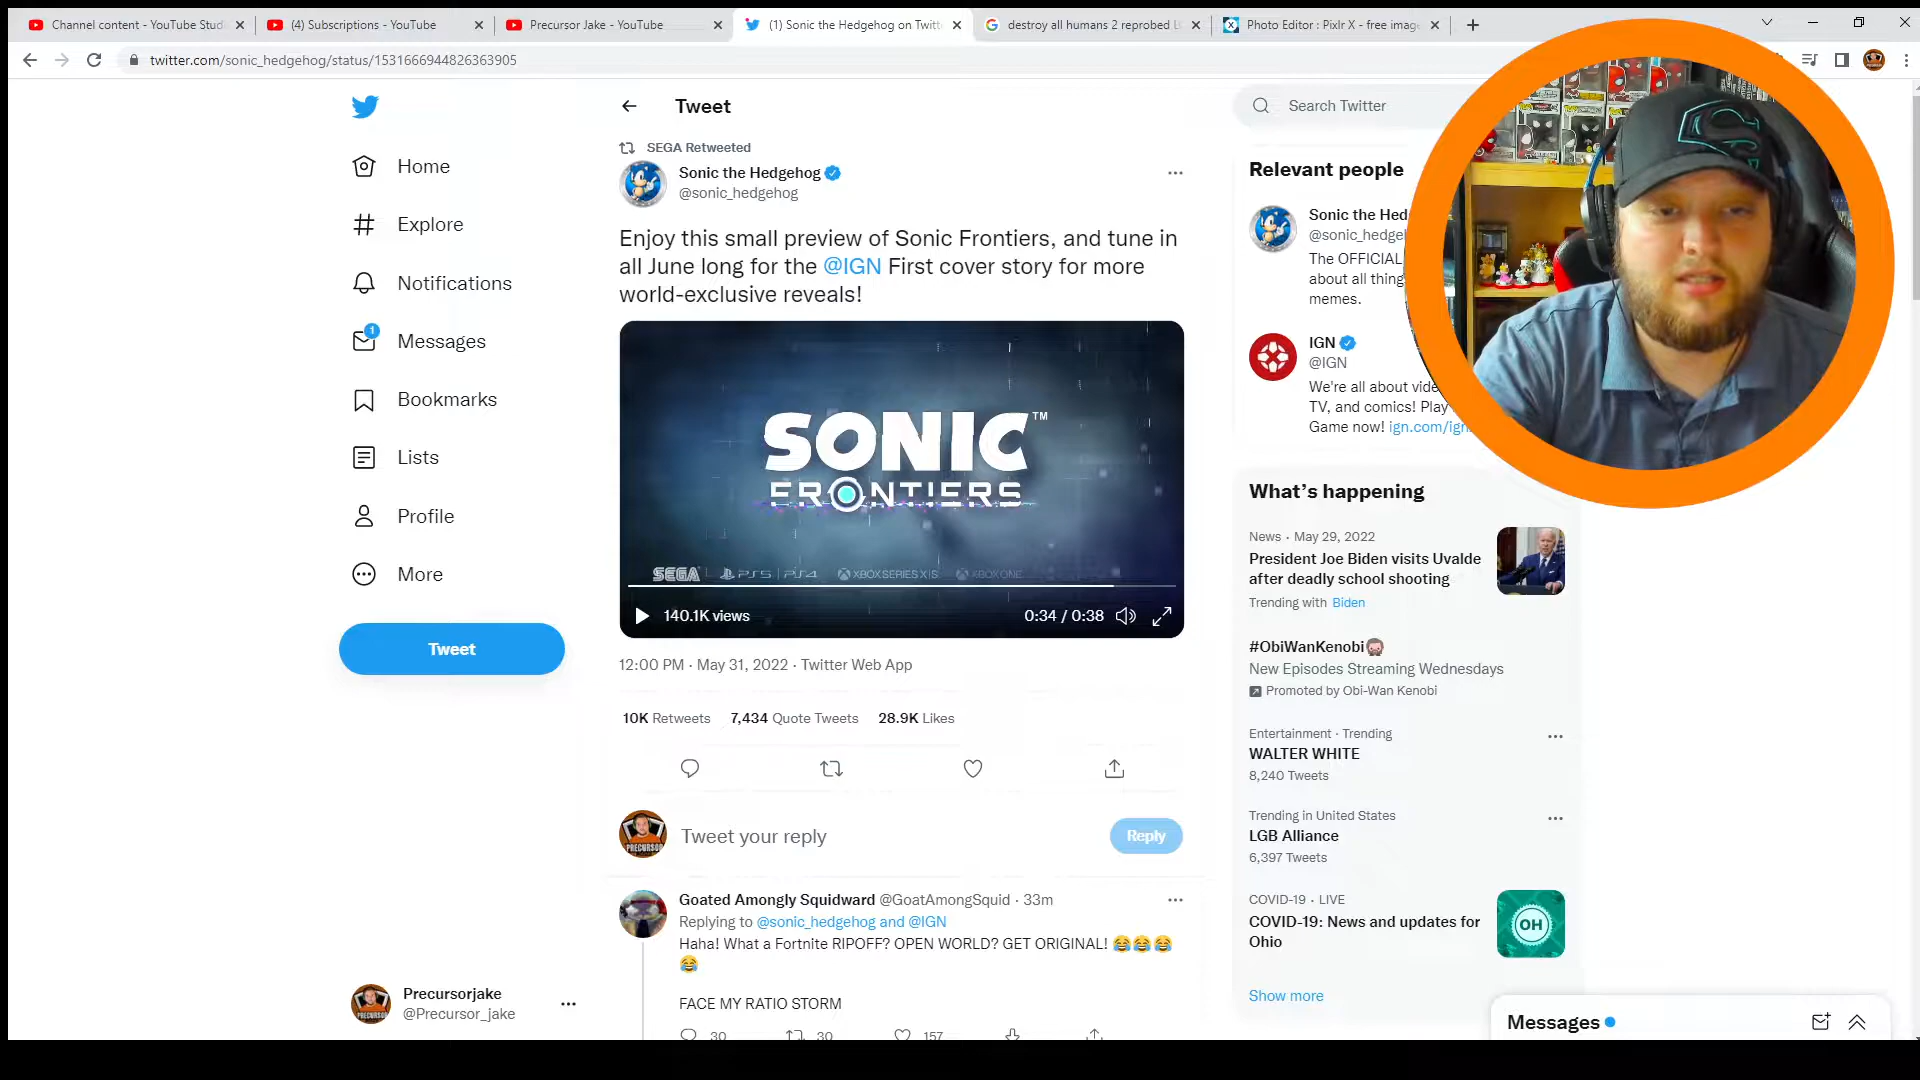 Channel content - YouTube Studi
(4) Subscriptions - YouTube
Precursor Jake - YouTube
(1) Sonic the Hedgehog on Twitt
destroy all humans 2 reprobed
Photo Editor : Pixlr X - free imag
twitter.com/sonic_hedgehog/status/1531666944826363905
Home
Explore
Notifications
1
Messages
Bookmarks
Lists
Profile
More
Tweet
Precursorjake
@Precursor_jake
Tweet
SEGA Retweeted
Sonic the Hedgehog
@sonic_hedgehog
Enjoy this small preview of Sonic Frontiers, and tune in
all June long for the @IGN First cover story for more
world-exclusive reveals!
SONIC™
FRONTIERS
SEGA PS5 PS4 XBOX SERIES X|S XBOX ONE
140.1K views
0:34 / 0:38
12:00 PM · May 31, 2022 · Twitter Web App
10K Retweets 7,434 Quote Tweets 28.9K Likes
PRECURSOR
Tweet your reply
Reply
Goated Amongly Squidward @GoatAmongSquid · 33m
Replying to @sonic_hedgehog and @IGN
Haha! What a Fortnite RIPOFF? OPEN WORLD? GET ORIGINAL! 😂😂😂
😂
FACE MY RATIO STORM
30 30 157
Search Twitter
Relevant people
Sonic the Hed
@sonic_hedgeh
The OFFICIAL
about all thing
memes.
IGN
@IGN
We're all about vide
TV, and comics! Play
Game now! ign.com/ign
What's happening
News · May 29, 2022
President Joe Biden visits Uvalde
after deadly school shooting
Trending with Biden
#ObiWanKenobi
New Episodes Streaming Wednesdays
Promoted by Obi-Wan Kenobi
Entertainment · Trending
WALTER WHITE
8,240 Tweets
Trending in United States
LGB Alliance
6,397 Tweets
COVID-19 · LIVE
COVID-19: News and updates for
Ohio
OH
Show more
Messages